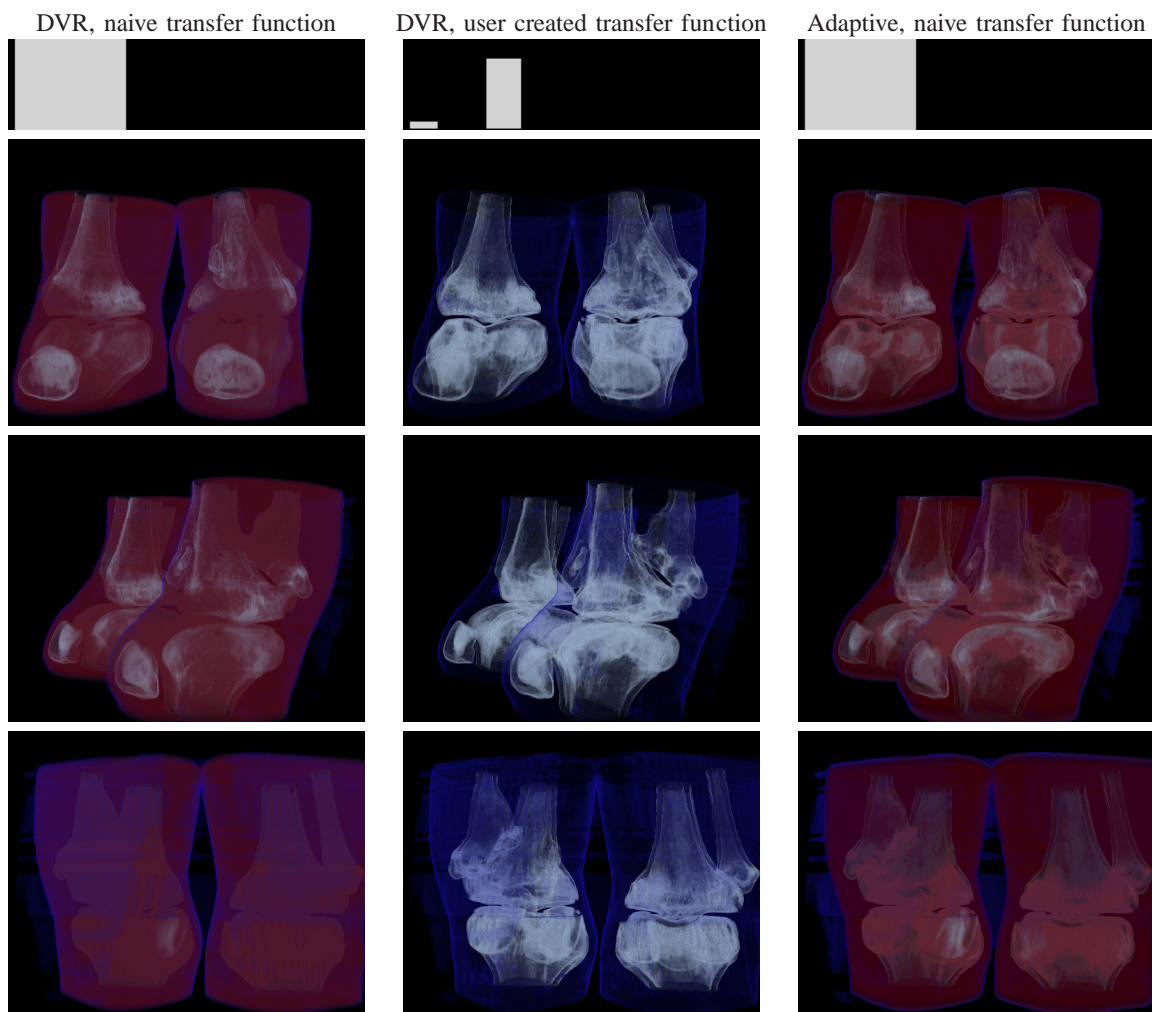 DVR, naive transfer function
DVR, user created transfer function
Adaptive, naive transfer function